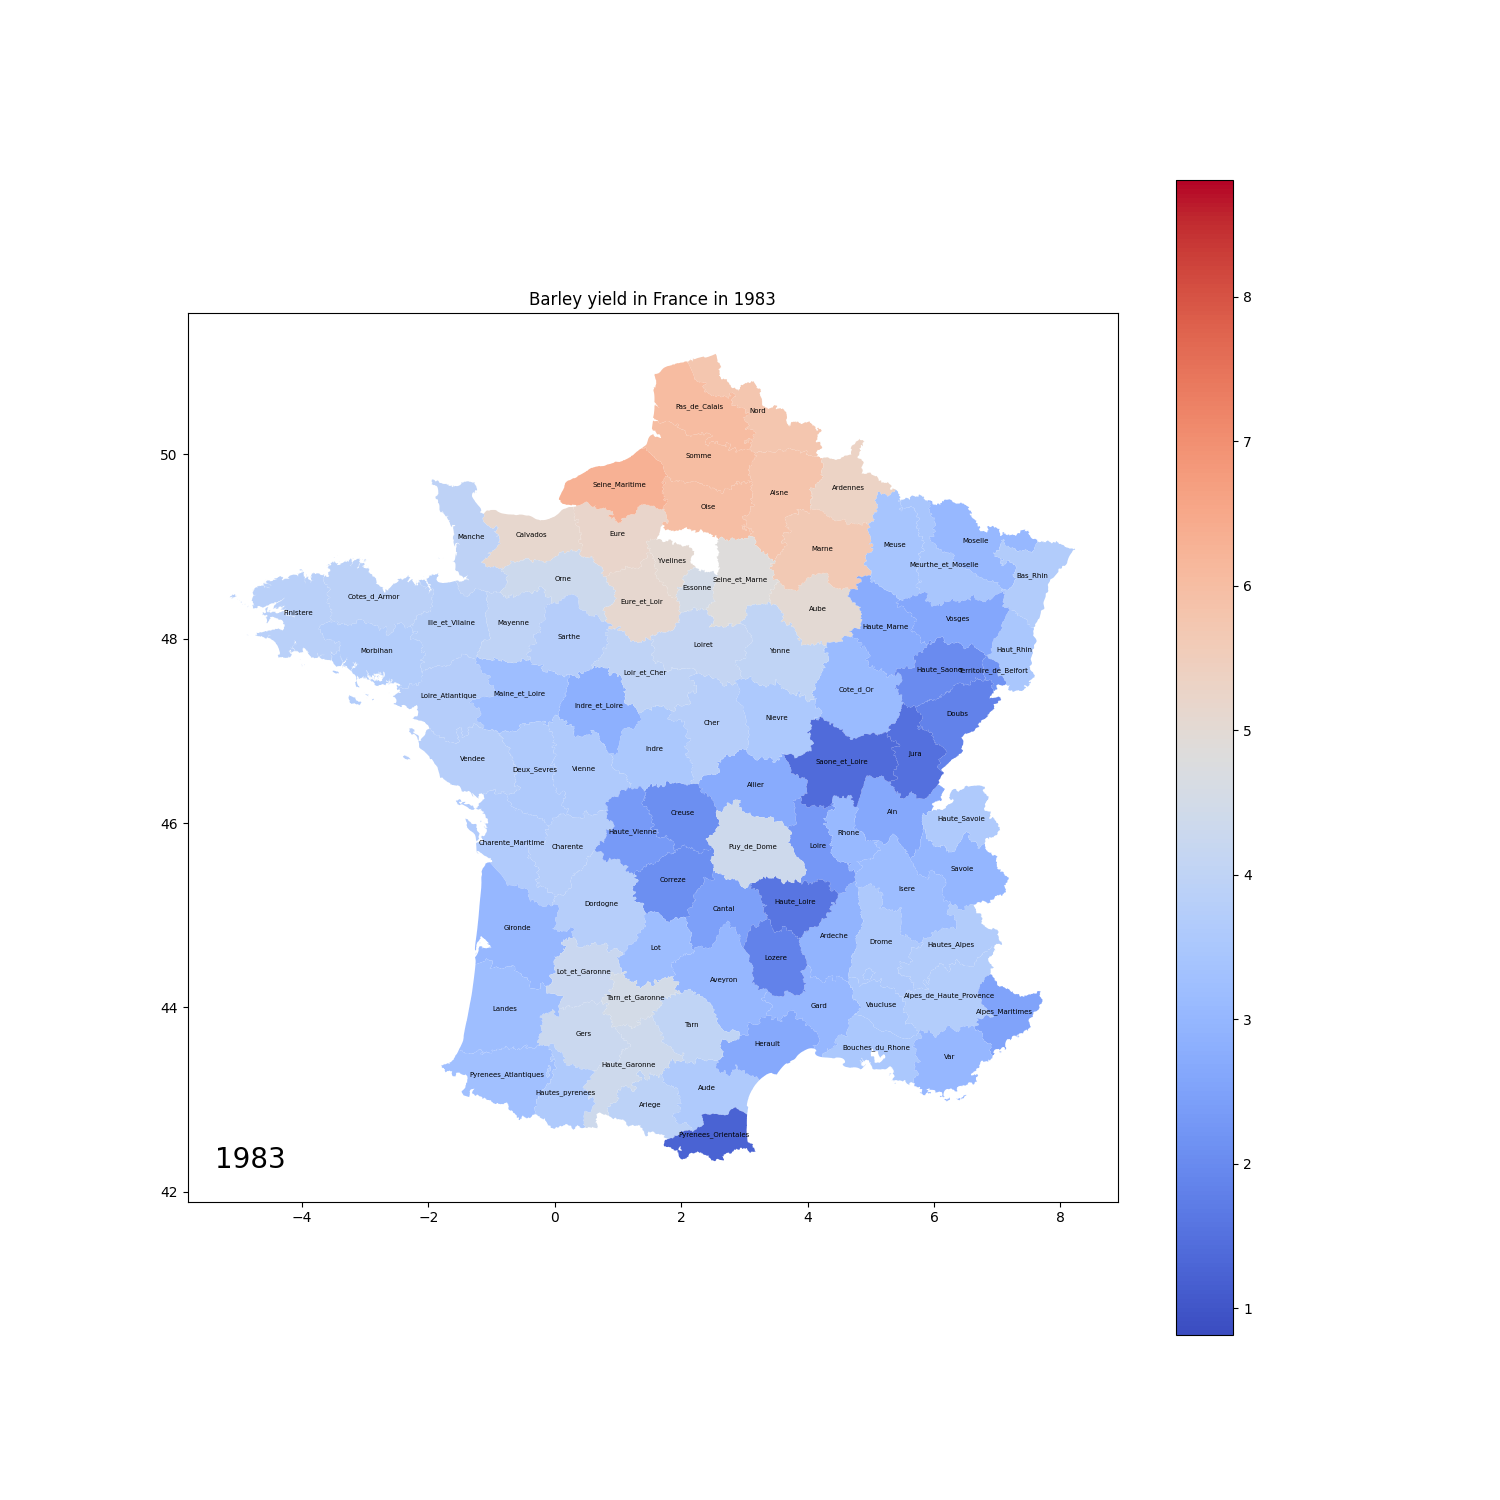 Barley yield in France in 1983
8
7
6
5
4
3
2
1
50
48
46
44
42
−4
−2
0
2
4
6
8
1983
Pas_de_Calais
Nord
Somme
Seine_Maritime
Aisne
Ardennes
Oise
Calvados
Eure
Manche
Marne
Meuse
Moselle
Yvelines
Meurthe_et_Moselle
Orne
Seine_et_Marne
Bas_Rhin
Essonne
Cotes_d_Armor
Eure_et_Loir
Aube
Finistere
Ille_et_Vilaine
Mayenne
Vosges
Haute_Marne
Sarthe
Loiret
Yonne
Haut_Rhin
Morbihan
Loir_et_Cher
Haute_Saone
Territoire_de_Belfort
Loire_Atlantique
Maine_et_Loire
Cote_d_Or
Indre_et_Loire
Doubs
Nievre
Cher
Indre
Jura
Vendee
Saone_et_Loire
Deux_Sevres
Vienne
Allier
Creuse
Ain
Haute_Savoie
Haute_Vienne
Rhone
Charente_Maritime
Charente
Puy_de_Dome
Loire
Savoie
Correze
Isere
Dordogne
Haute_Loire
Cantal
Gironde
Ardeche
Drome
Hautes_Alpes
Lot
Lozere
Lot_et_Garonne
Aveyron
Tarn_et_Garonne
Alpes_de_Haute_Provence
Landes
Gard
Vaucluse
Alpes_Maritimes
Tarn
Gers
Herault
Bouches_du_Rhone
Var
Haute_Garonne
Pyrenees_Atlantiques
Aude
Hautes_pyrenees
Ariege
Pyrenees_Orientales